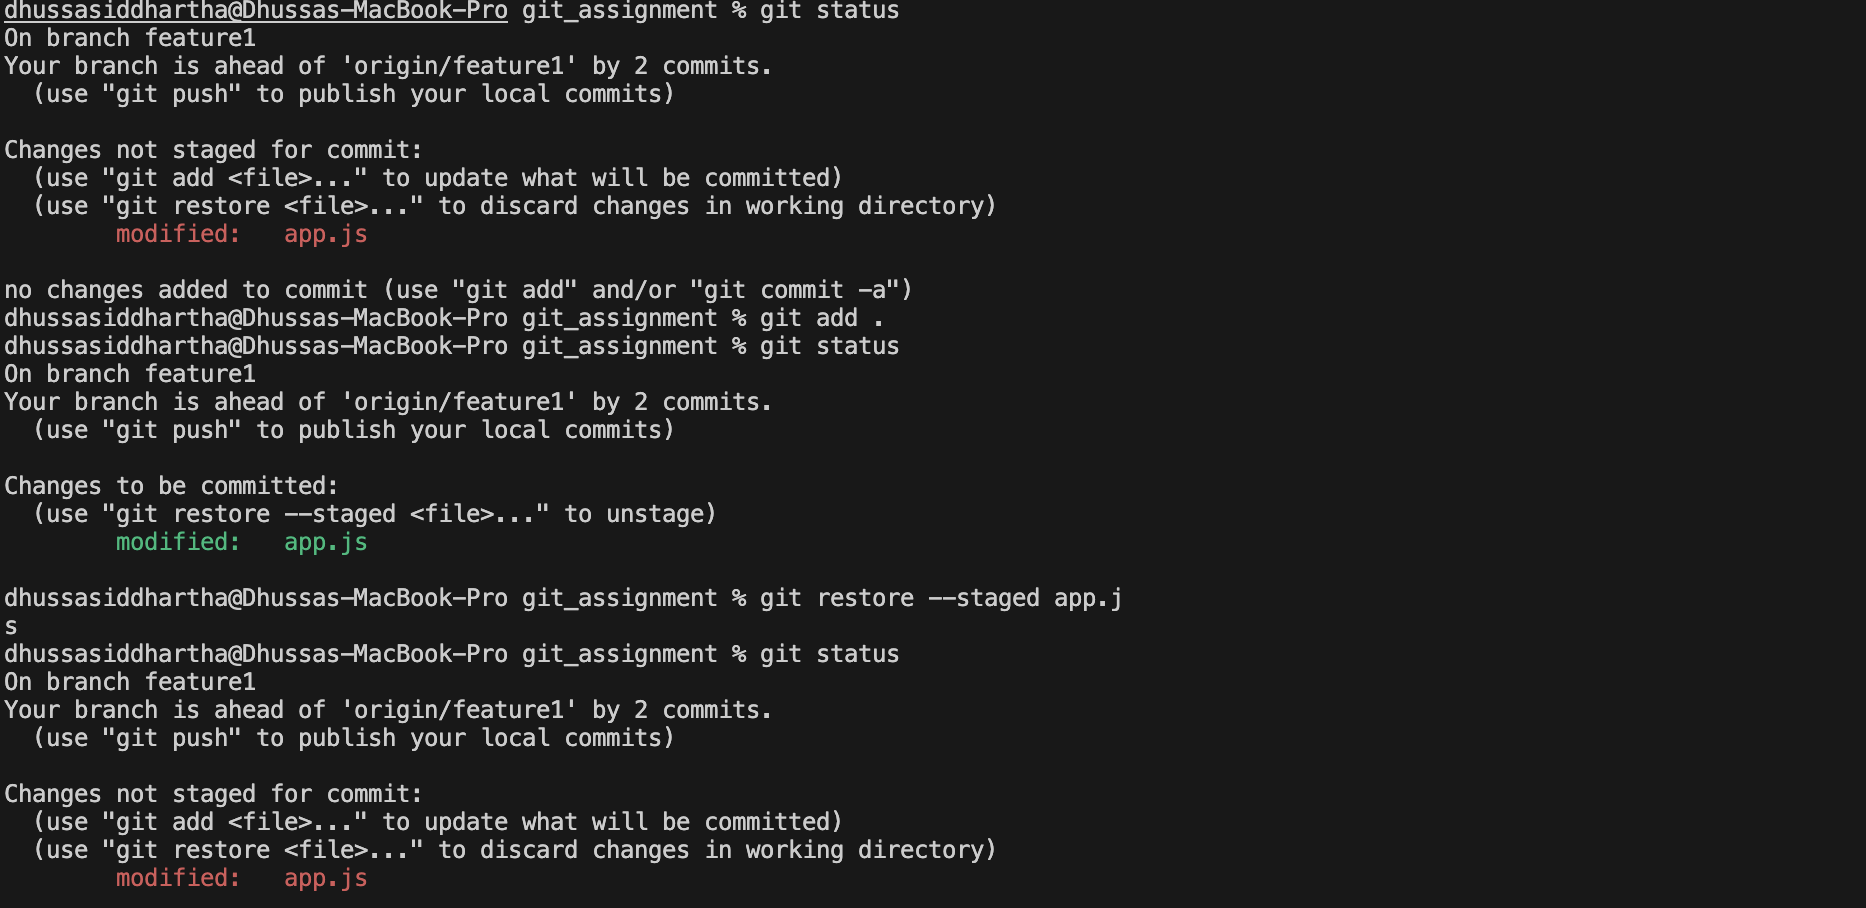 dhussasiddhartha@Dhussas-MacBook-Pro git_assignment % git status
On branch feature1
Your branch is ahead of 'origin/feature1' by 2 commits.
  (use "git push" to publish your local commits)

Changes not staged for commit:
  (use "git add <file>..." to update what will be committed)
  (use "git restore <file>..." to discard changes in working directory)
        modified:   app.js

no changes added to commit (use "git add" and/or "git commit -a")
dhussasiddhartha@Dhussas-MacBook-Pro git_assignment % git add .
dhussasiddhartha@Dhussas-MacBook-Pro git_assignment % git status
On branch feature1
Your branch is ahead of 'origin/feature1' by 2 commits.
  (use "git push" to publish your local commits)

Changes to be committed:
  (use "git restore --staged <file>..." to unstage)
        modified:   app.js

dhussasiddhartha@Dhussas-MacBook-Pro git_assignment % git restore --staged app.j
s
dhussasiddhartha@Dhussas-MacBook-Pro git_assignment % git status
On branch feature1
Your branch is ahead of 'origin/feature1' by 2 commits.
  (use "git push" to publish your local commits)

Changes not staged for commit:
  (use "git add <file>..." to update what will be committed)
  (use "git restore <file>..." to discard changes in working directory)
        modified:   app.js